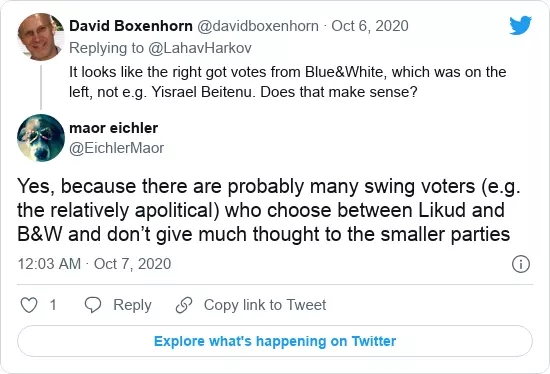 David Boxenhorn @davidboxenhorn · Oct 6, 2020
Replying to @LahavHarkov
It looks like the right got votes from Blue&White, which was on the
left, not e.g. Yisrael Beitenu. Does that make sense?
maor eichler
@EichlerMaor
Yes, because there are probably many swing voters (e.g.
the relatively apolitical) who choose between Likud and
B&W and don’t give much thought to the smaller parties
12:03 AM · Oct 7, 2020
1 Reply Copy link to Tweet
Explore what's happening on Twitter